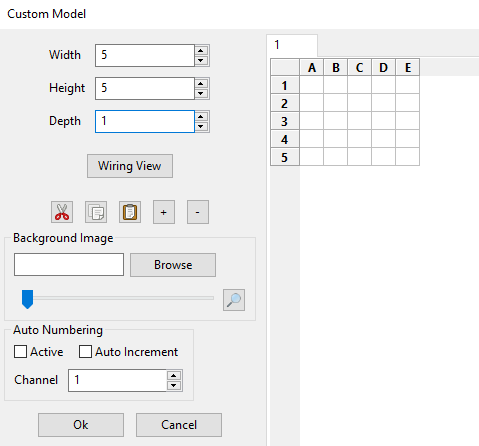 Custom Model
Width 5
Height 5
Depth 1
Wiring View
+ -
Background Image
Browse
Auto Numbering
Active Auto Increment
Channel 1
Ok Cancel
1
A B C D E
1
2
3
4
5